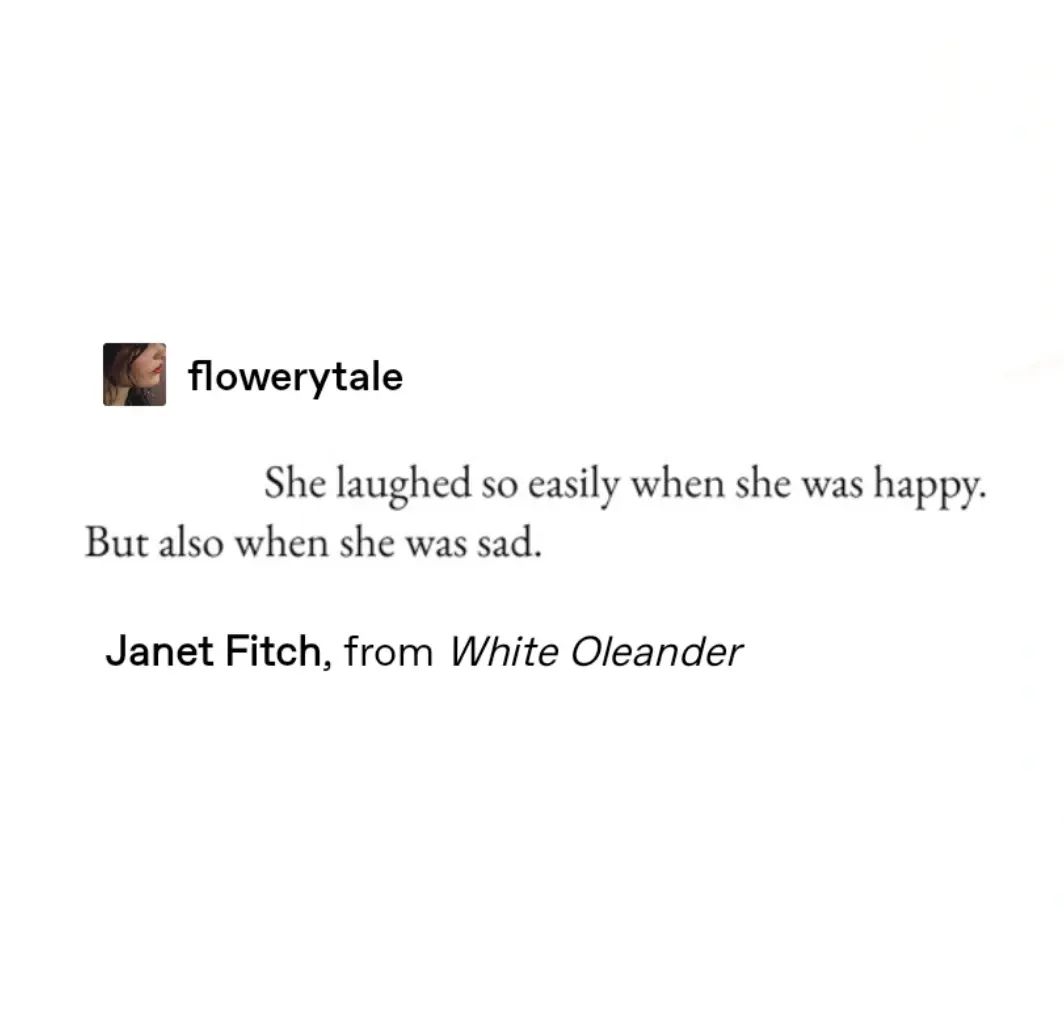 flowerytale
She laughed so easily when she was happy.
But also when she was sad.
Janet Fitch, from White Oleander